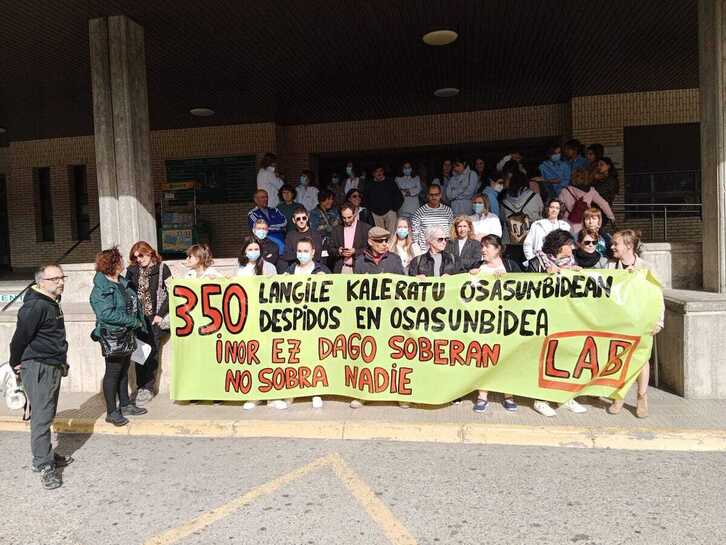 350 LANGILE KALERATU OSASUNBIDEAN
DESPIDOS EN OSASUNBIDEA
INOR EZ DAGO SOBERAN
NO SOBRA NADIE
LAB